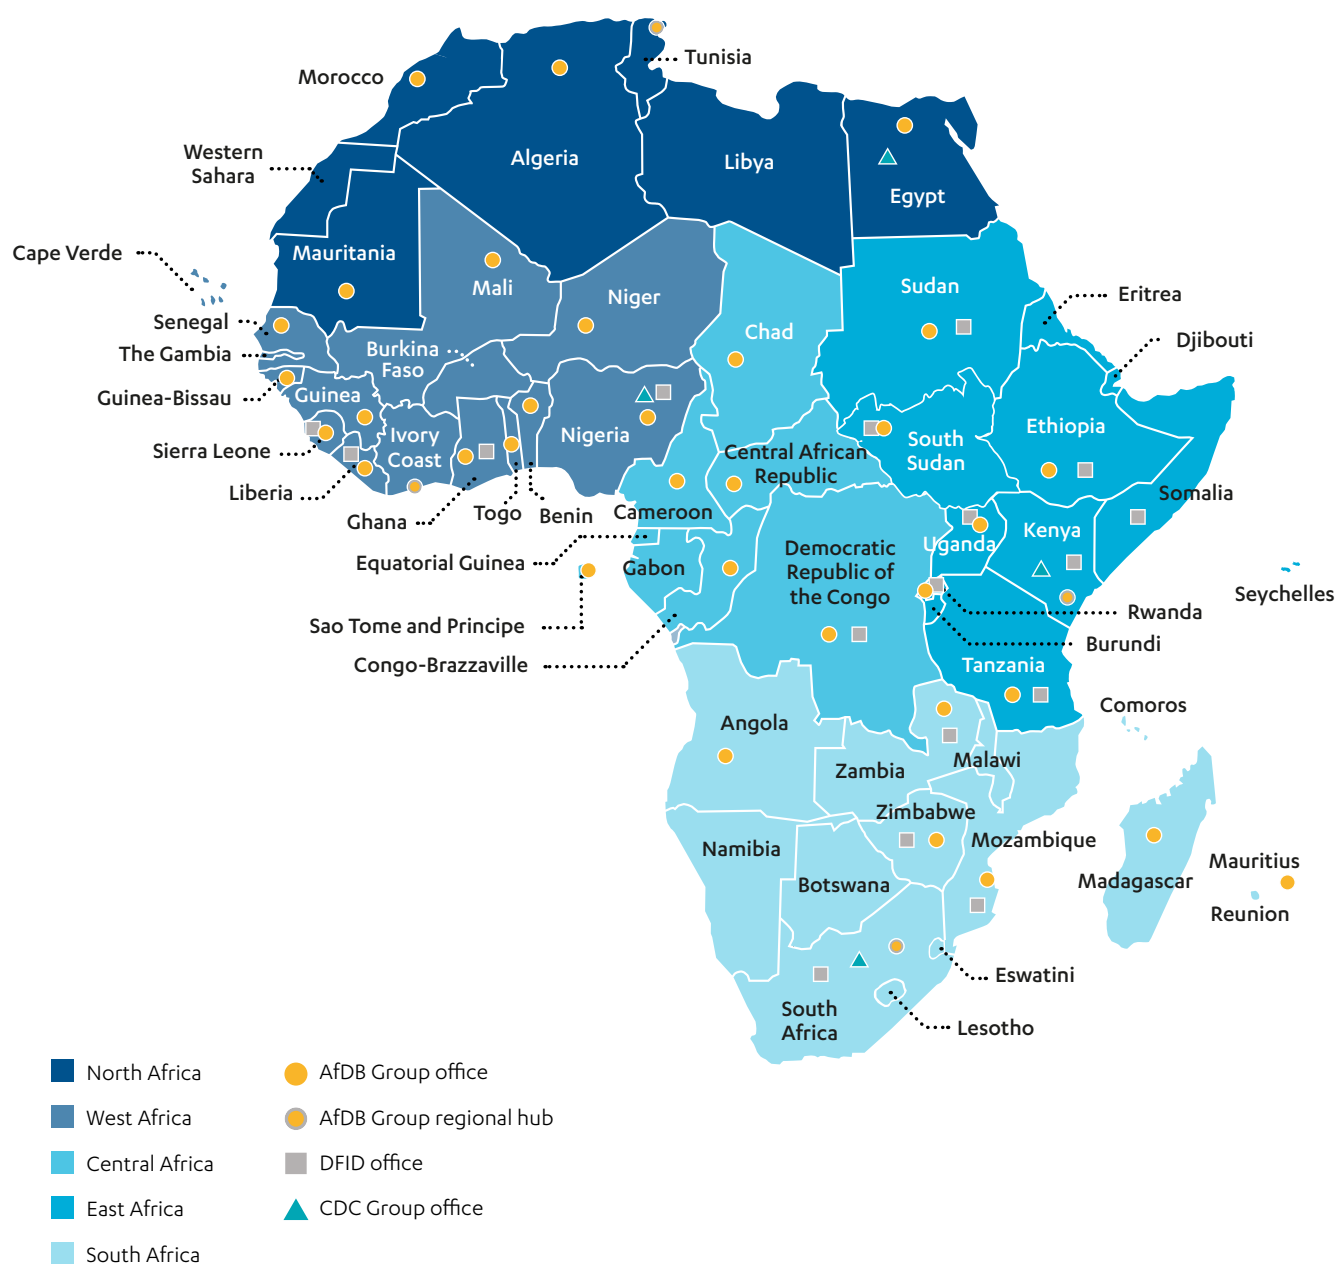 Tunisia
Morocco
Algeria
Libya
Egypt
Western
Sahara
Mauritania
Cape Verde
Mali
Niger
Chad
Sudan
Eritrea
Senegal
Djibouti
The Gambia
Burkina
Faso
Guinea-Bissau
Guinea
Ivory
Coast
Nigeria
Central African
Republic
South
Sudan
Ethiopia
Sierra Leone
Somalia
Liberia
Ghana
Togo
Benin
Cameroon
Uganda
Kenya
Equatorial Guinea
Gabon
Democratic
Republic of
the Congo
Seychelles
Rwanda
Sao Tome and Principe
Burundi
Congo-Brazzaville
Tanzania
Comoros
Angola
Malawi
Zambia
Zimbabwe
Mozambique
Namibia
Mauritius
Botswana
Madagascar
Reunion
Eswatini
South
Africa
Lesotho
North Africa
West Africa
Central Africa
East Africa
South Africa
AfDB Group office
AfDB Group regional hub
DFID office
CDC Group office